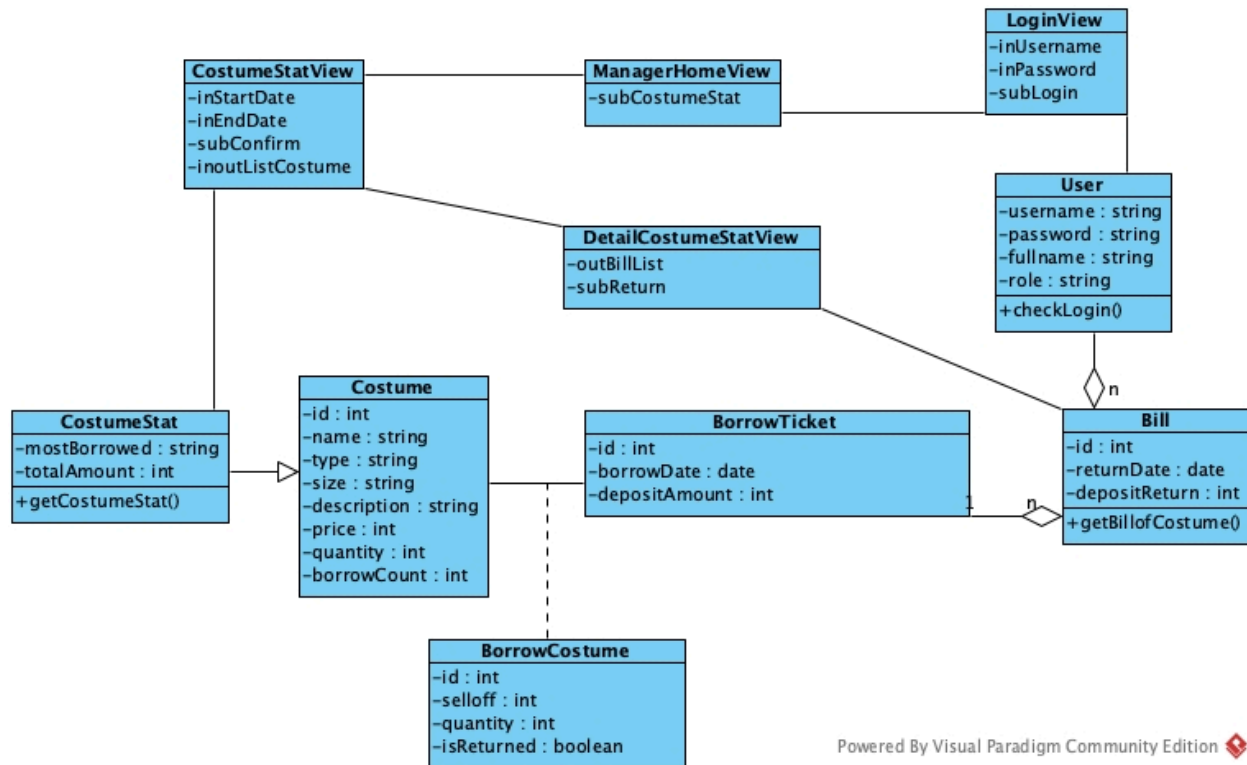 LoginView
-inUsername
-inPassword
-subLogin
CostumeStatView
-inStartDate
-inEndDate
-subConfirm
-inoutListCostume
ManagerHomeView
-subCostumeStat
User
-username : string
-password : string
-fullname : string
-role : string
+checkLogin()
DetailCostumeStatView
-outBillList
-subReturn
n
Costume
-id : int
-name : string
-type : string
-size : string
-description : string
-price : int
-quantity : int
-borrowCount : int
CostumeStat
-mostBorrowed : string
-totalAmount : int
+getCostumeStat()
BorrowTicket
-id : int
-borrowDate : date
-depositAmount : int
1
n
Bill
-id : int
-returnDate : date
-depositReturn : int
+getBillofCostume()
BorrowCostume
-id : int
-selloff : int
-quantity : int
-isReturned : boolean
Powered By Visual Paradigm Community Edition